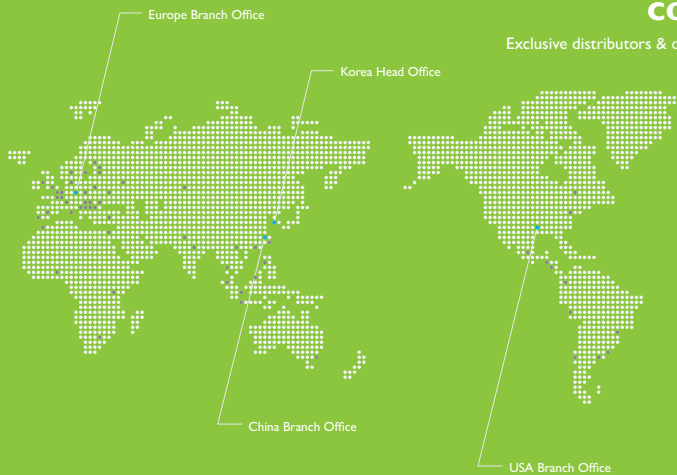 Europe Branch Office
Exclusive distributors &
Korea Head Office
China Branch Office
USA Branch Office